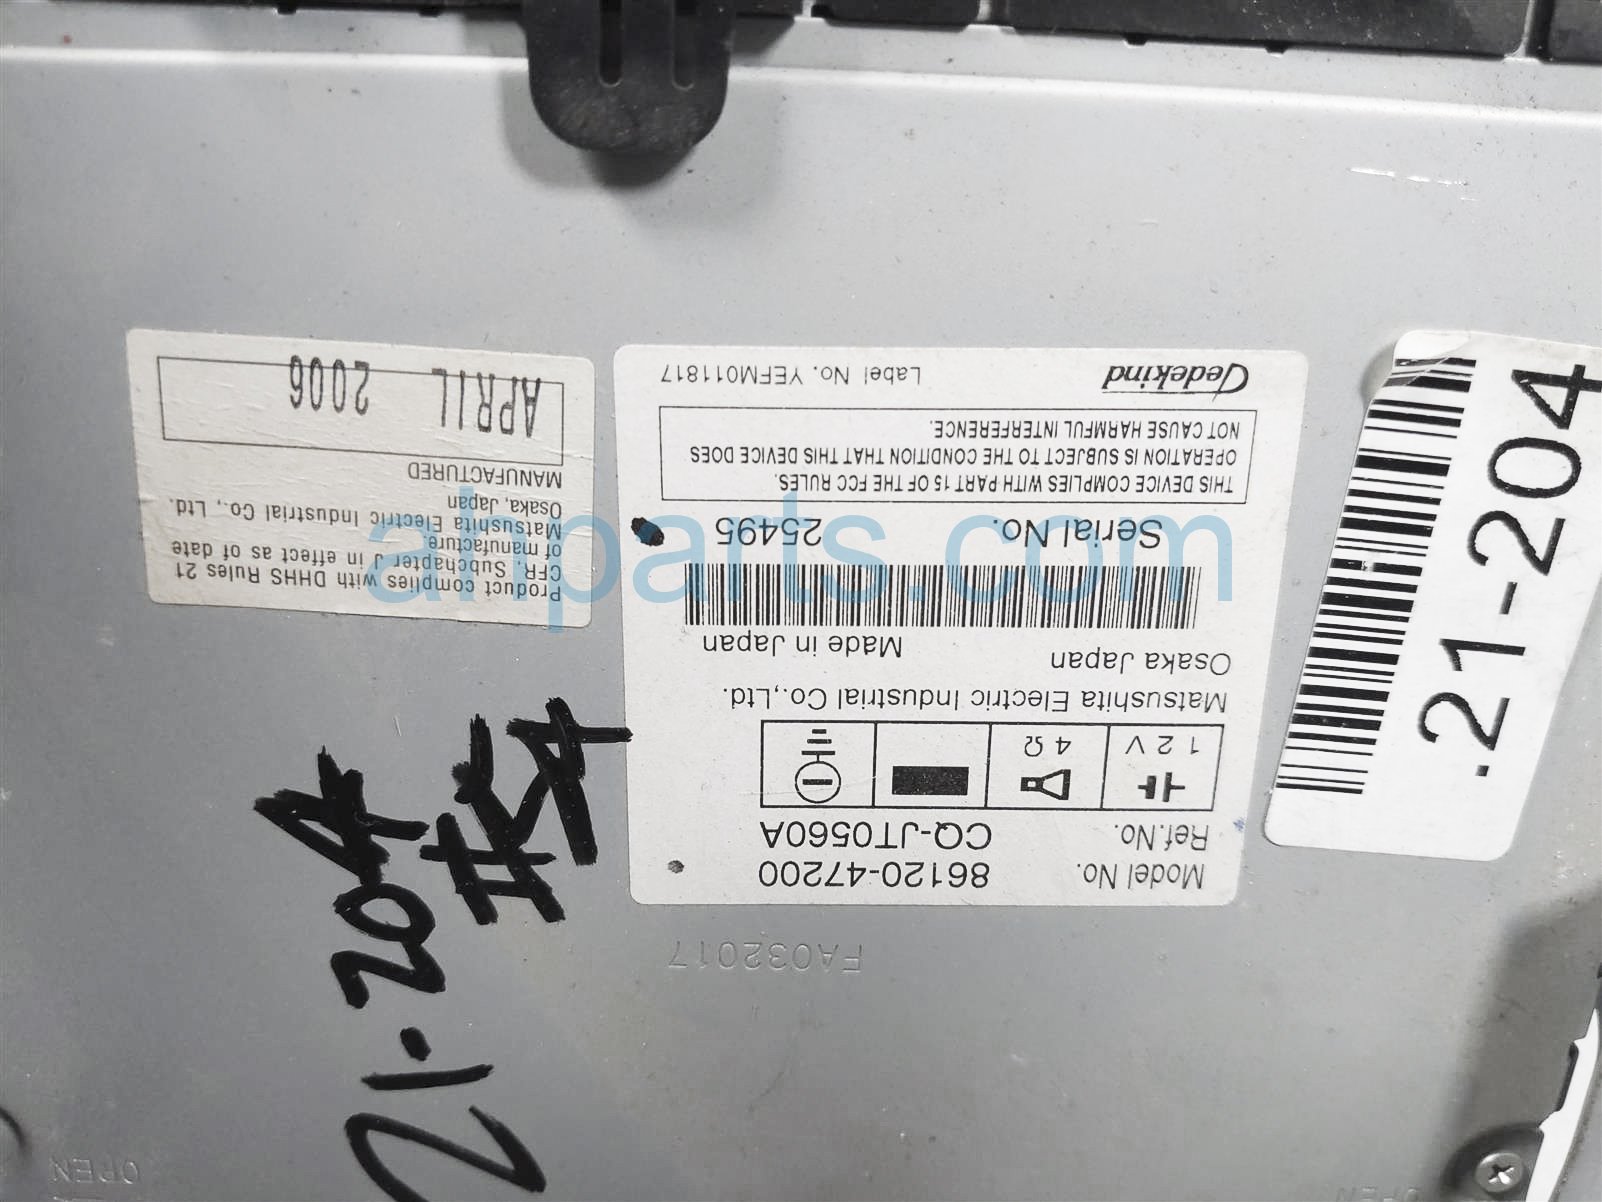 Model No. 86120-47200
Ref.No. CQ-JT0560A
12V 4Ω
Matsushita Electric Industrial Co.,Ltd.
Osaka Japan Made in Japan
Serial No. 25495
THIS DEVICE COMPLIES WITH PART 15 OF THE FCC RULES.
OPERATION IS SUBJECT TO THE CONDITION THAT THIS DEVICE DOES
NOT CAUSE HARMFUL INTERFERENCE.
Gedekind Label No. YEFM011817
Product complies with DHHS Rules 21
CFR. Subchapter J in effect as of date
of manufacture.
Matsushita Electric Industrial Co., Ltd.
Osaka, Japan
MANUFACTURED
APRIL 2006
FA032017
.21-204
21-204
OPEN
OPEN
ahparts.com